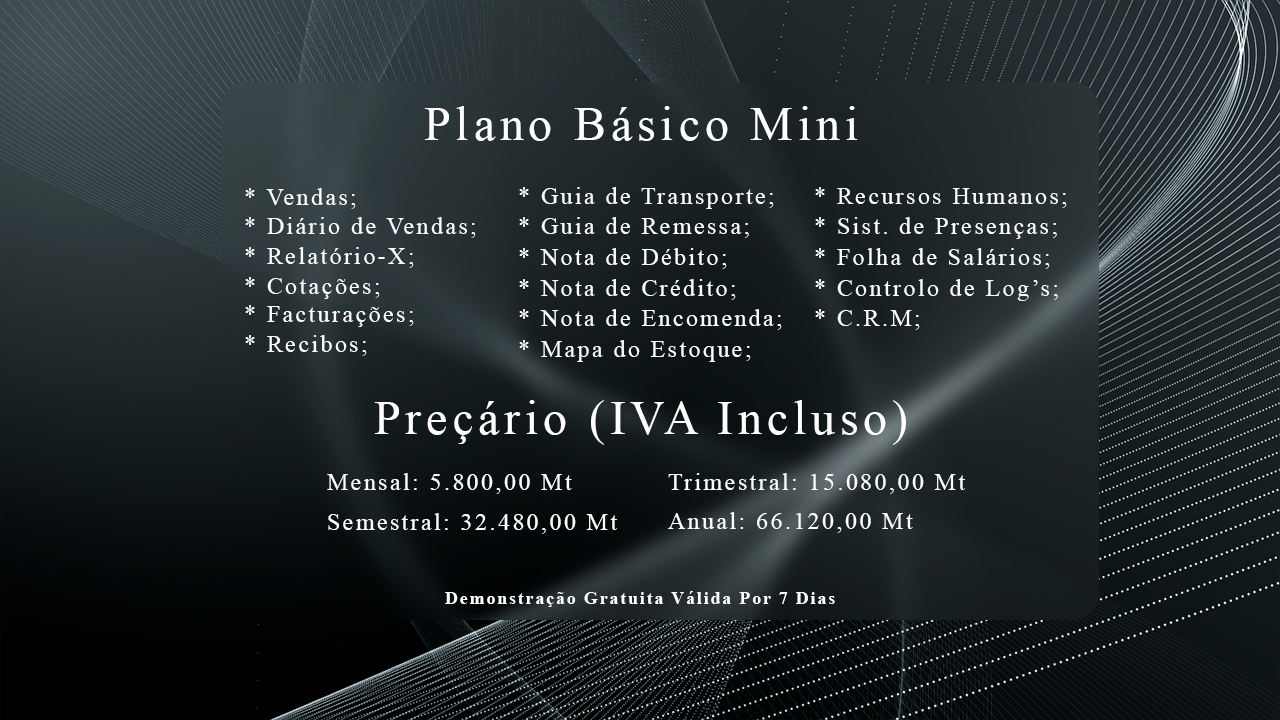 Plano Básico Mini
* Vendas;
* Diário de Vendas;
* Relatório-X;
* Cotações;
* Facturações;
* Recibos;
* Guia de Transporte;
* Guia de Remessa;
* Nota de Débito;
* Nota de Crédito;
* Nota de Encomenda;
* Mapa do Estoque;
* Recursos Humanos;
* Sist. de Presenças;
* Folha de Salários;
* Controlo de Log’s;
* C.R.M;
Preçário (IVA Incluso)
Mensal: 5.800,00 Mt
Trimestral: 15.080,00 Mt
Semestral: 32.480,00 Mt
Anual: 66.120,00 Mt
Demonstração Gratuita Válida Por 7 Dias